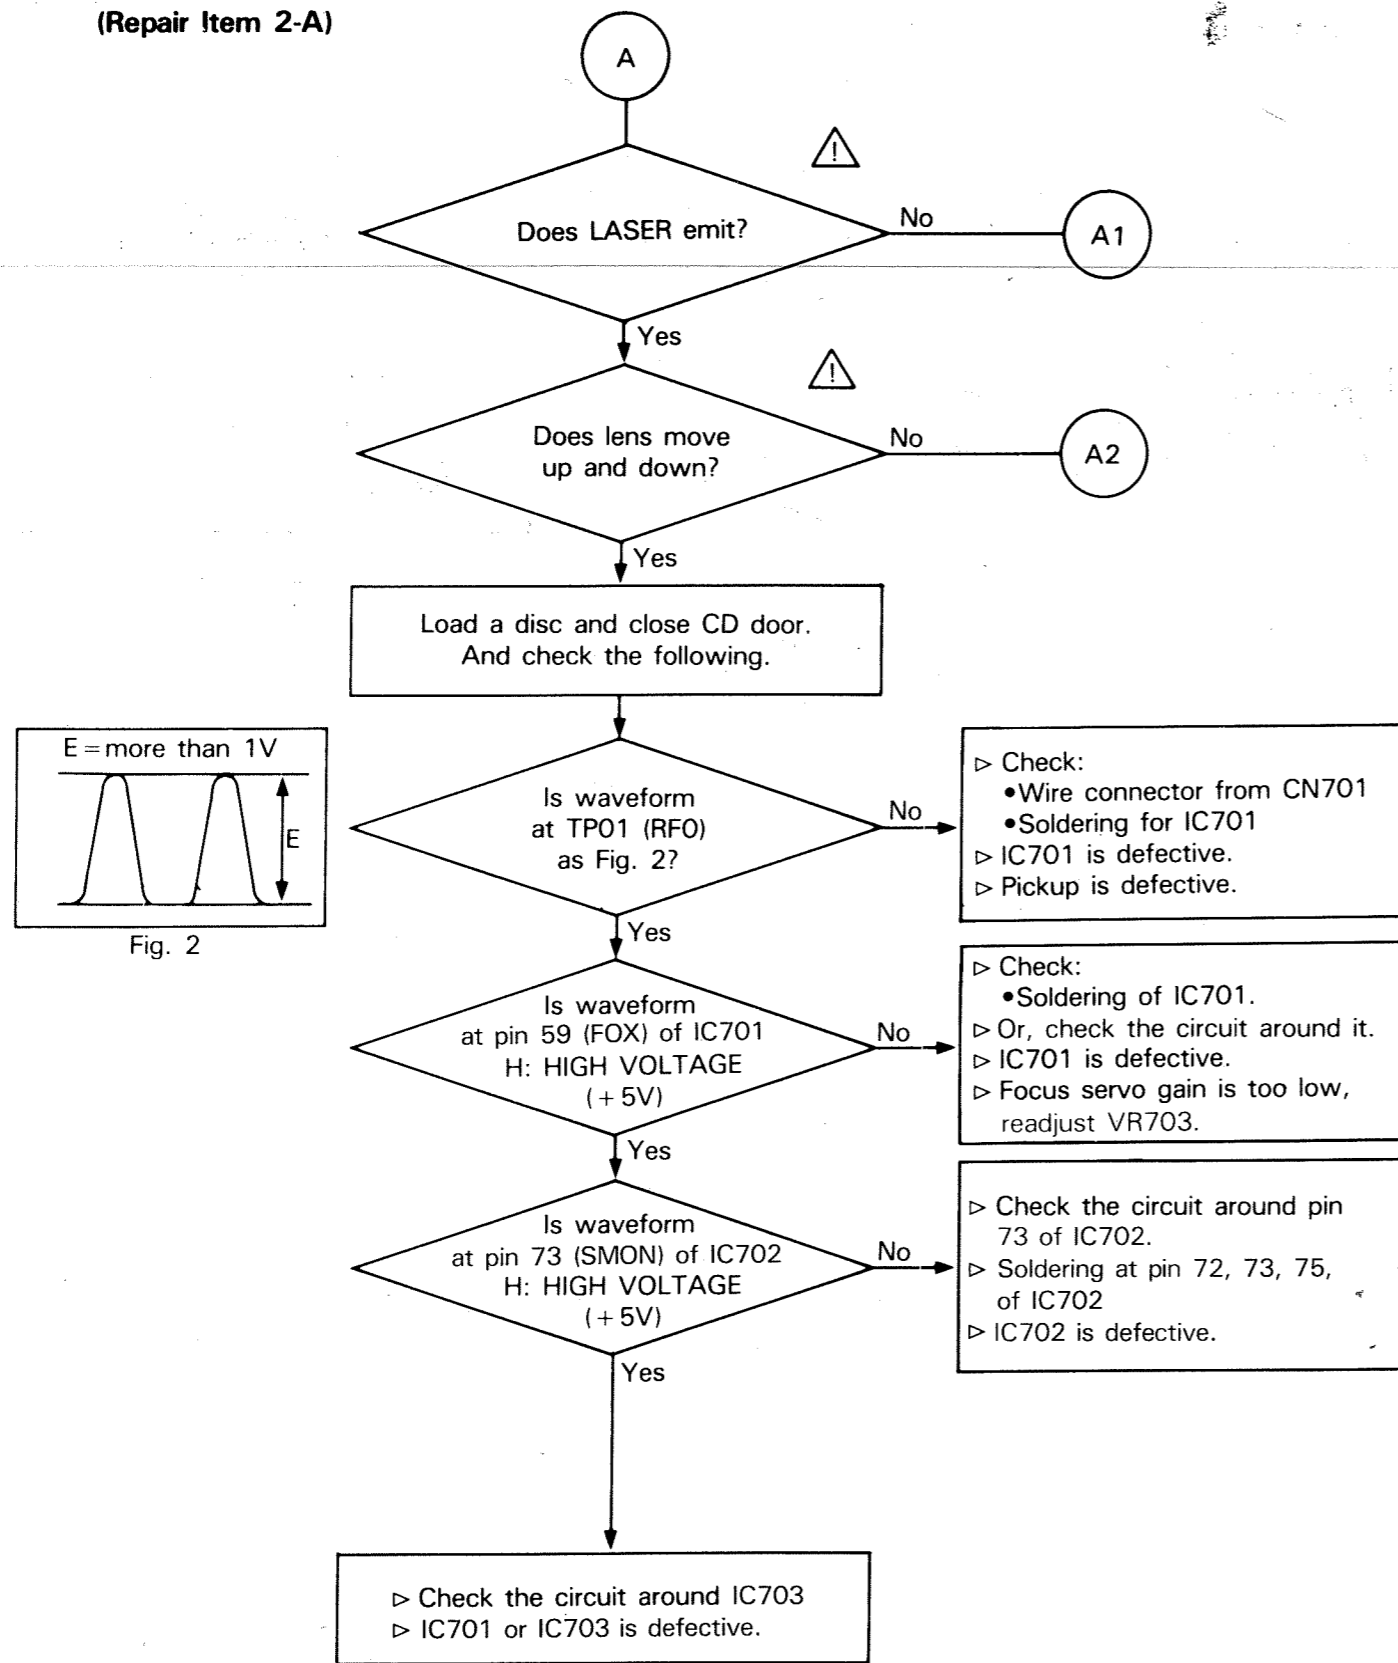 (Repair Item 2-A)
A
Does LASER emit?
No
A1
Yes
Does lens move
up and down?
No
A2
Yes
Load a disc and close CD door.
And check the following.
E=more than 1V
E
Fig. 2
Is waveform
at TP01 (RFO)
as Fig. 2?
No
▷ Check:
•Wire connector from CN701
•Soldering for IC701
▷ IC701 is defective.
▷ Pickup is defective.
Yes
Is waveform
at pin 59 (FOX) of IC701
H: HIGH VOLTAGE
(+5V)
No
▷ Check:
•Soldering of IC701.
▷ Or, check the circuit around it.
▷ IC701 is defective.
▷ Focus servo gain is too low,
readjust VR703.
Yes
Is waveform
at pin 73 (SMON) of IC702
H: HIGH VOLTAGE
(+5V)
No
▷ Check the circuit around pin
73 of IC702.
▷ Soldering at pin 72, 73, 75,
of IC702
▷ IC702 is defective.
Yes
▷ Check the circuit around IC703
▷ IC701 or IC703 is defective.